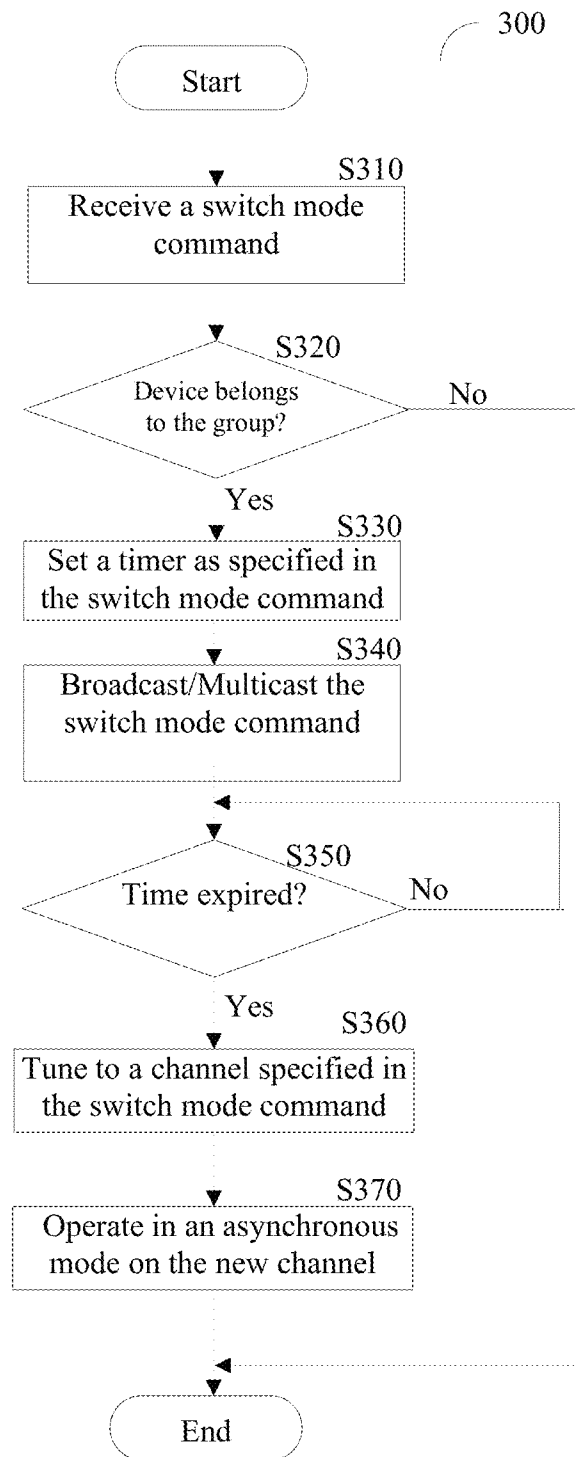 300
Start
S310
Receive a switch mode
command
S320
Device belongs
to the group?
No
Yes
S330
Set a timer as specified in
the switch mode command
S340
Broadcast/Multicast the
switch mode command
S350
Time expired?
No
Yes
S360
Tune to a channel specified in
the switch mode command
S370
Operate in an asynchronous
mode on the new channel
End